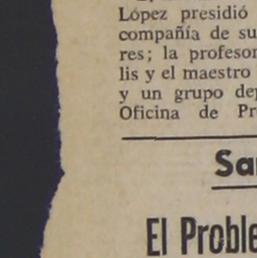 López presidió
compañía de su
res; la profesor
lis y el maestro
y un grupo dep
Oficina de Pr
Sa
El Proble